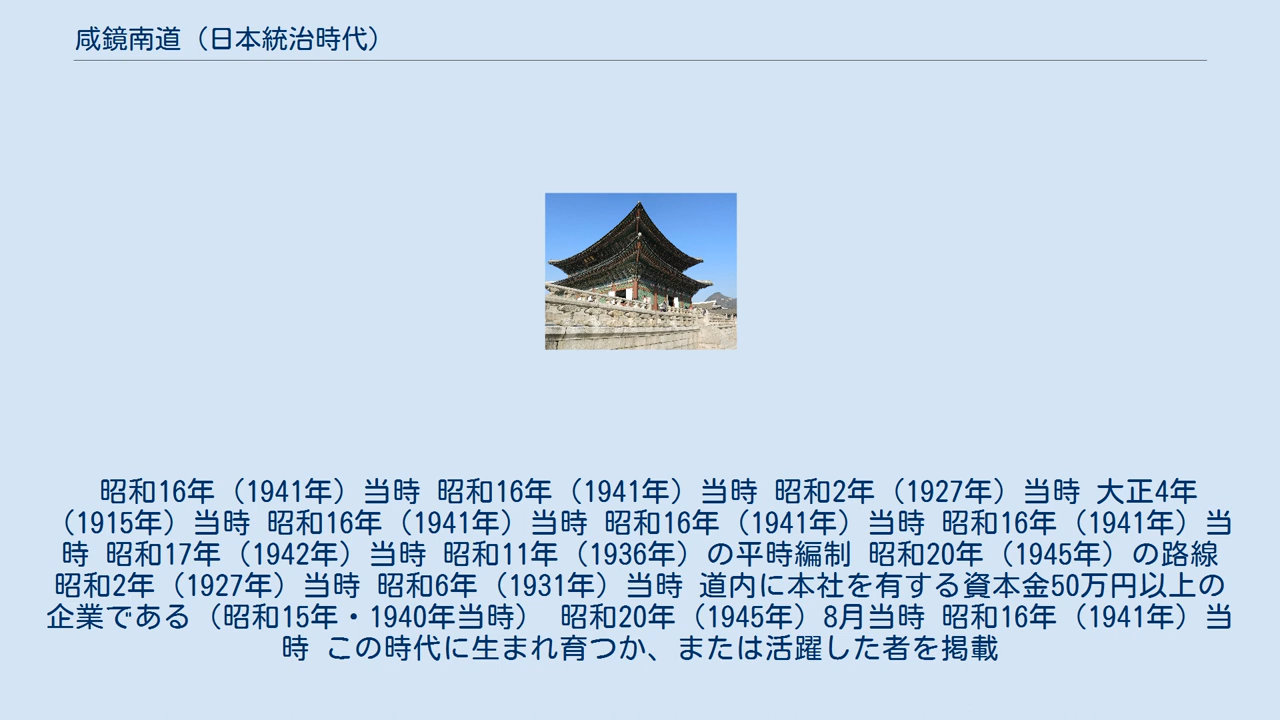 咸鏡南道（日本統治時代）
昭和16年（1941年）当時 昭和16年（1941年）当時 昭和2年（1927年）当時 大正4年
（1915年）当時 昭和16年（1941年）当時 昭和16年（1941年）当時 昭和16年（1941年）当
時 昭和17年（1942年）当時 昭和11年（1936年）の平時編制 昭和20年（1945年）の路線
昭和2年（1927年）当時 昭和6年（1931年）当時 道内に本社を有する資本金50万円以上の
企業である（昭和15年・1940年当時） 昭和20年（1945年）8月当時 昭和16年（1941年）当
時 この時代に生まれ育つか、または活躍した者を掲載